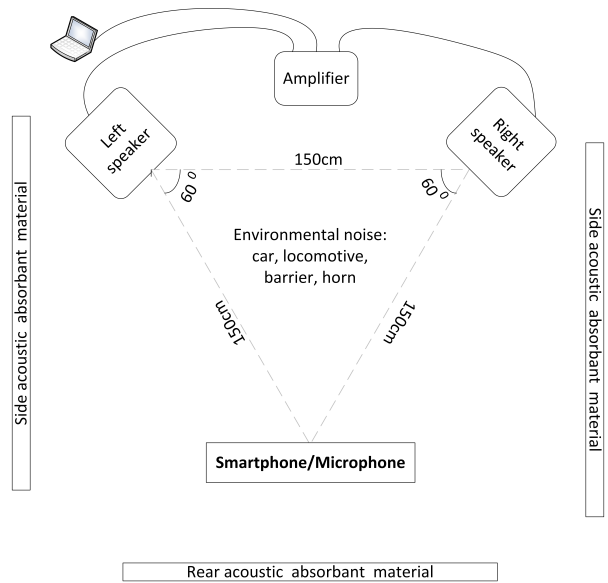 Amplifier
Left
speaker
Right
speaker
150cm
60 0
60 0
Environmental noise:
car, locomotive,
barrier, horn
150cm
150cm
Side acoustic absorbant material
Side acoustic absorbant material
Smartphone/Microphone
Rear acoustic absorbant material